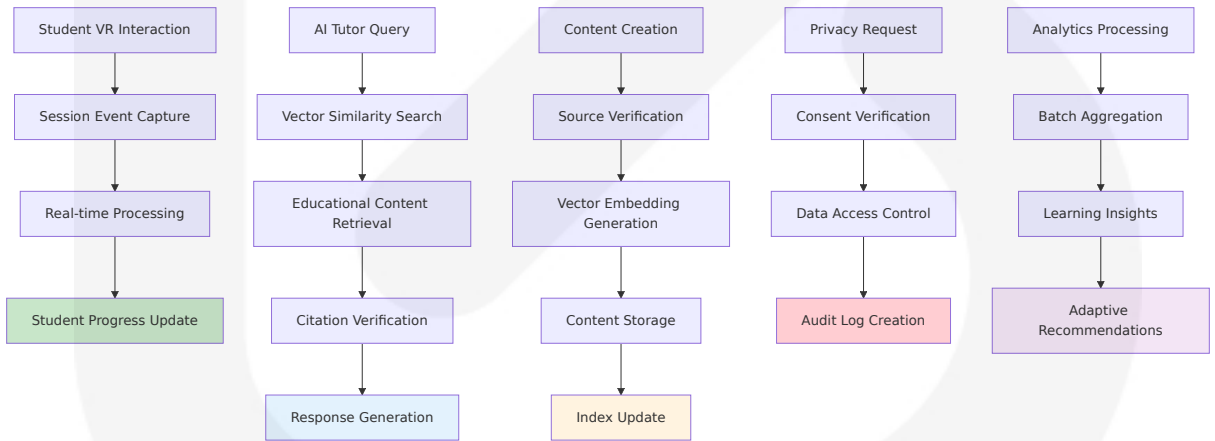 Student VR Interaction
Session Event Capture
Real-time Processing
Student Progress Update
AI Tutor Query
Vector Similarity Search
Educational Content
Retrieval
Citation Verification
Response Generation
Content Creation
Source Verification
Vector Embedding
Generation
Content Storage
Index Update
Privacy Request
Consent Verification
Data Access Control
Audit Log Creation
Analytics Processing
Batch Aggregation
Learning Insights
Adaptive
Recommendations